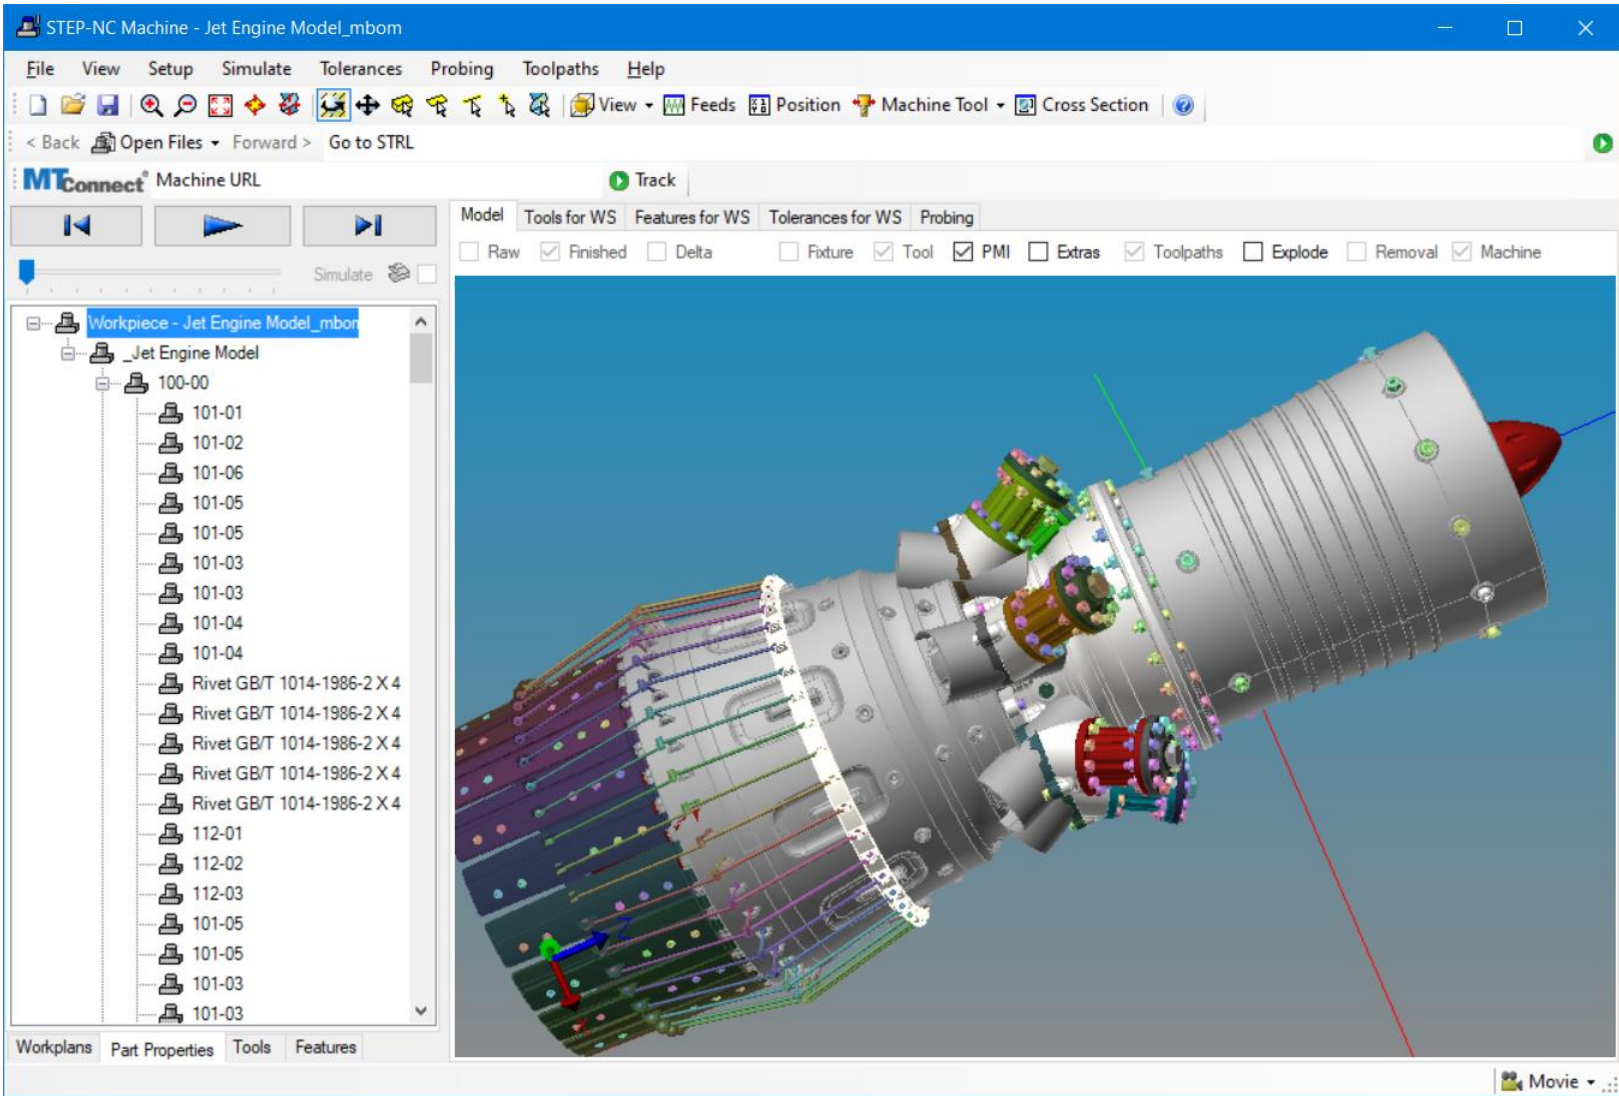 STEP-NC Machine - Jet Engine Model_mbom
File View Setup Simulate Tolerances Probing Toolpaths Help
View Feeds Position Machine Tool Cross Section
< Back Open Files Forward > Go to STRL
MTConnect® Machine URL Track
Model Tools for WS Features for WS Tolerances for WS Probing
Raw Finished Delta Fixture Tool PMI Extras Toolpaths Explode Removal Machine
Simulate
Workpiece - Jet Engine Model_mbom
_Jet Engine Model
100-00
101-01
101-02
101-06
101-05
101-05
101-03
101-03
101-04
101-04
Rivet GB/T 1014-1986-2 X 4
Rivet GB/T 1014-1986-2 X 4
Rivet GB/T 1014-1986-2 X 4
Rivet GB/T 1014-1986-2 X 4
Rivet GB/T 1014-1986-2 X 4
112-01
112-02
112-03
101-05
101-05
101-03
101-03
Z
X
Workplans Part Properties Tools Features
Movie